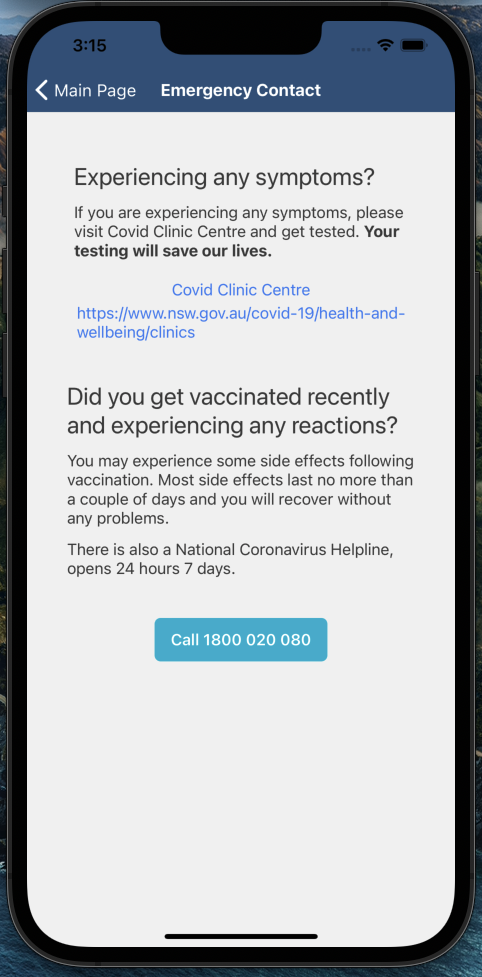 3:15
Main Page Emergency Contact
Experiencing any symptoms?
If you are experiencing any symptoms, please
visit Covid Clinic Centre and get tested. Your
testing will save our lives.
Covid Clinic Centre
https://www.nsw.gov.au/covid-19/health-and-
wellbeing/clinics
Did you get vaccinated recently
and experiencing any reactions?
You may experience some side effects following
vaccination. Most side effects last no more than
a couple of days and you will recover without
any problems.
There is also a National Coronavirus Helpline,
opens 24 hours 7 days.
Call 1800 020 080